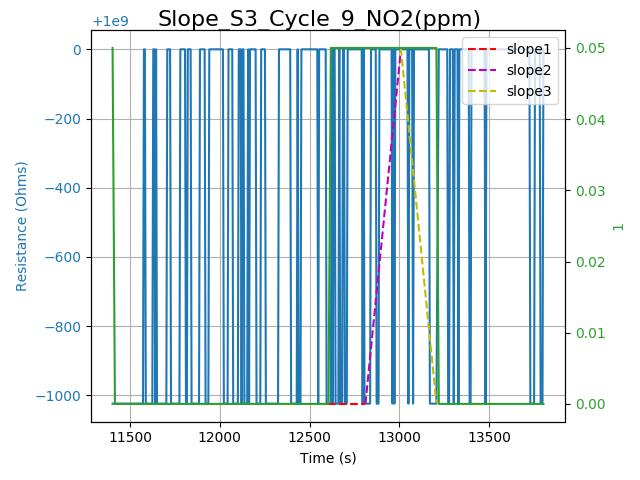 Slope_S3_Cycle_9_NO2(ppm)
+1e9
0
−200
−400
−600
−800
−1000
Resistance (Ohms)
11500
12000
12500
13000
13500
Time (s)
0.05
0.04
0.03
0.02
0.01
0.00
1
slope1
slope2
slope3